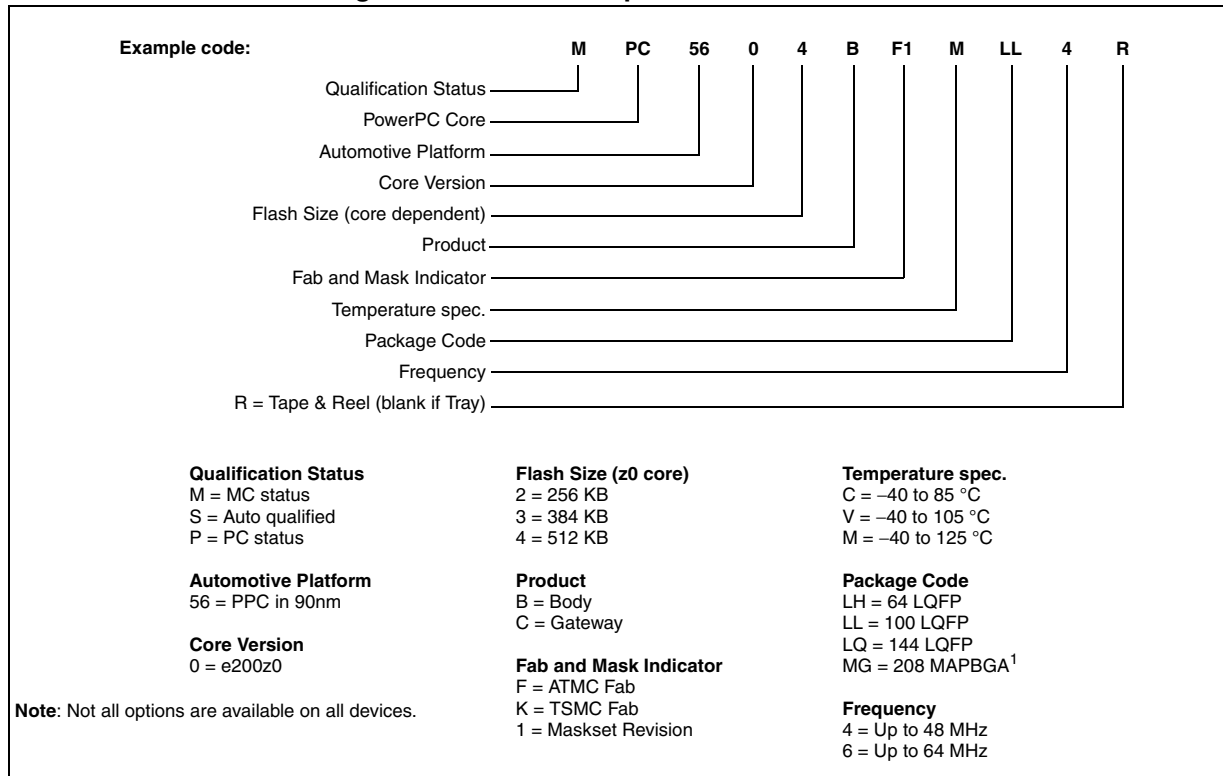 Example code: M PC 56 0 4 B F1 M LL 4 R
Qualification Status
PowerPC Core
Automotive Platform
Core Version
Flash Size (core dependent)
Product
Fab and Mask Indicator
Temperature spec.
Package Code
Frequency
R = Tape & Reel (blank if Tray)
Qualification Status
M = MC status
S = Auto qualified
P = PC status
Automotive Platform
56 = PPC in 90nm
Core Version
0 = e200z0
Note: Not all options are available on all devices.
Flash Size (z0 core)
2 = 256 KB
3 = 384 KB
4 = 512 KB
Product
B = Body
C = Gateway
Fab and Mask Indicator
F = ATMC Fab
K = TSMC Fab
1 = Maskset Revision
Temperature spec.
C = –40 to 85 °C
V = –40 to 105 °C
M = –40 to 125 °C
Package Code
LH = 64 LQFP
LL = 100 LQFP
LQ = 144 LQFP
MG = 208 MAPBGA1
Frequency
4 = Up to 48 MHz
6 = Up to 64 MHz